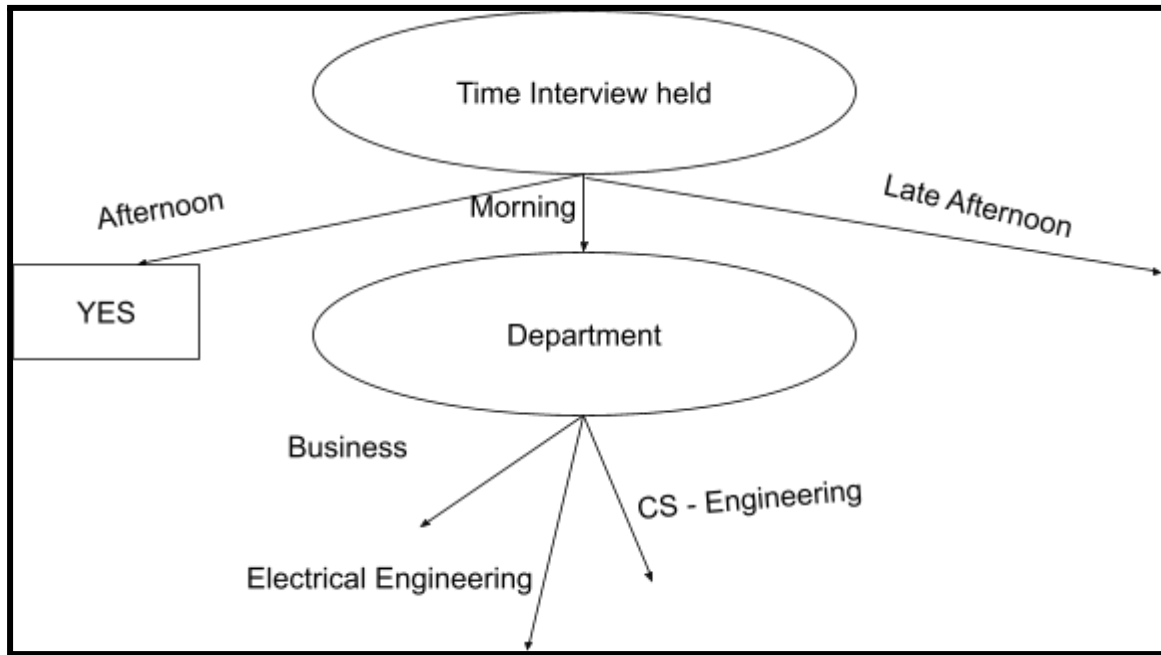 Time Interview held
Afternoon
Morning
Late Afternoon
YES
Department
Business
CS - Engineering
Electrical Engineering